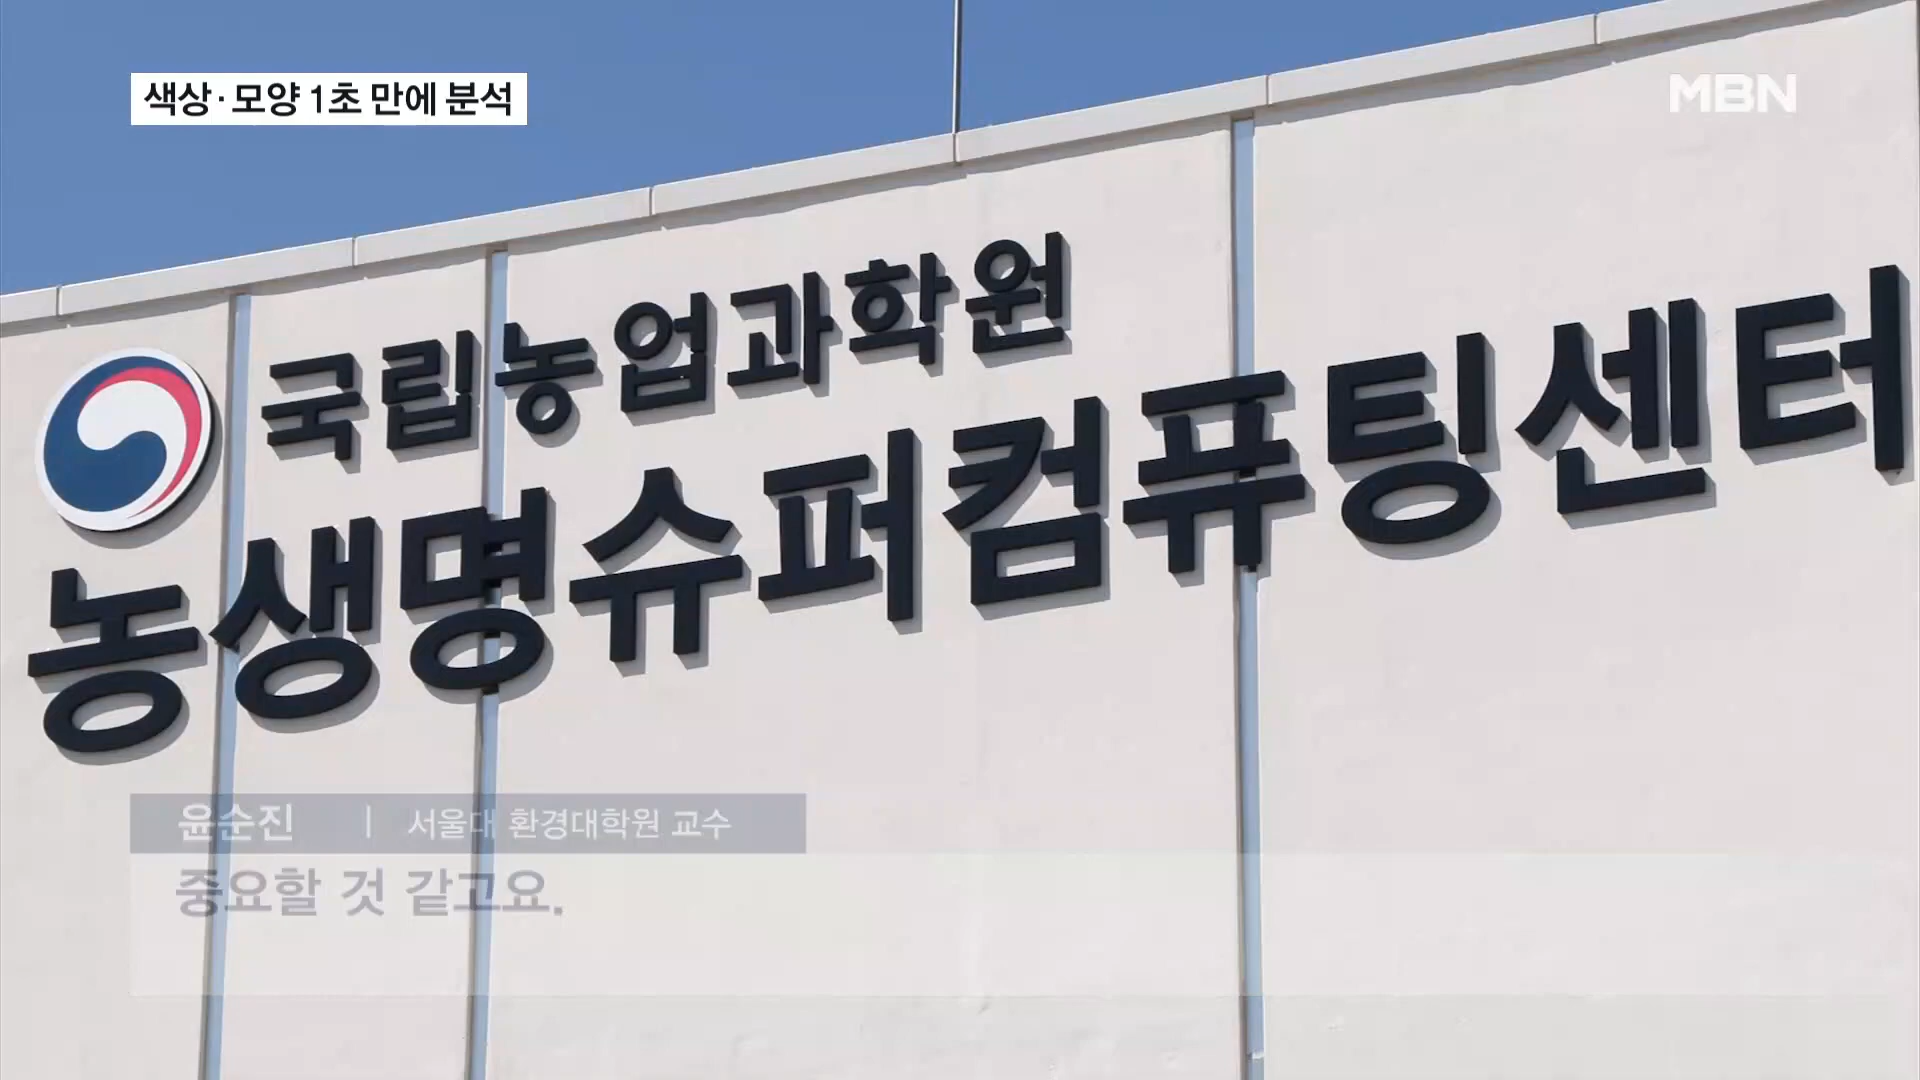 색상·모양 1초 만에 분석
MBN
국립농업과학원
농생명슈퍼컴퓨팅센터
윤순진 | 서울대 환경대학원 교수
중요할 것 같고요.